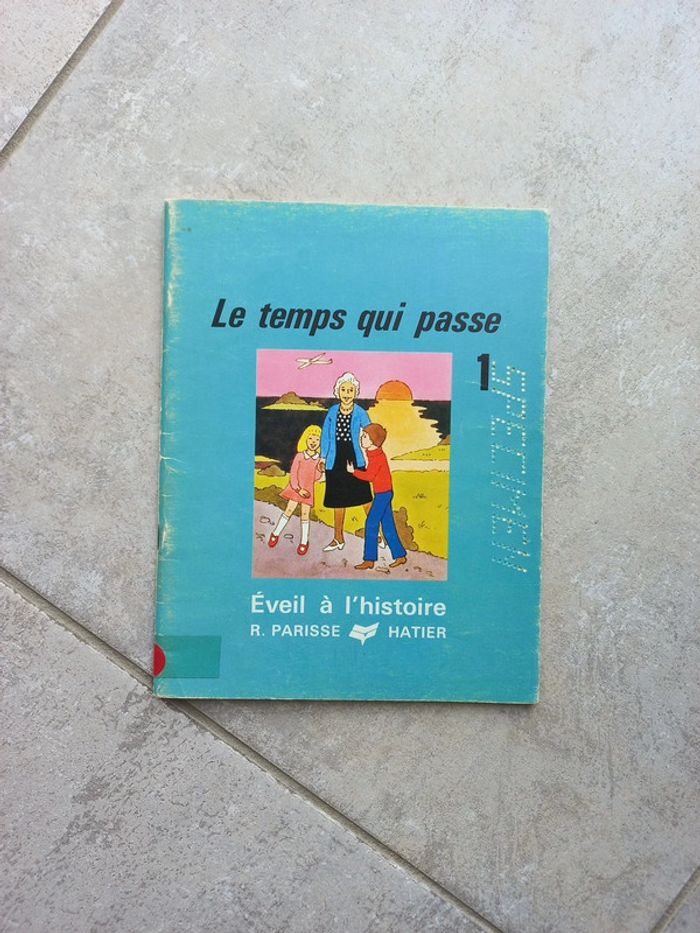 Le temps qui passe
1
SPECIMEN
Éveil à l'histoire
R. PARISSE HATIER